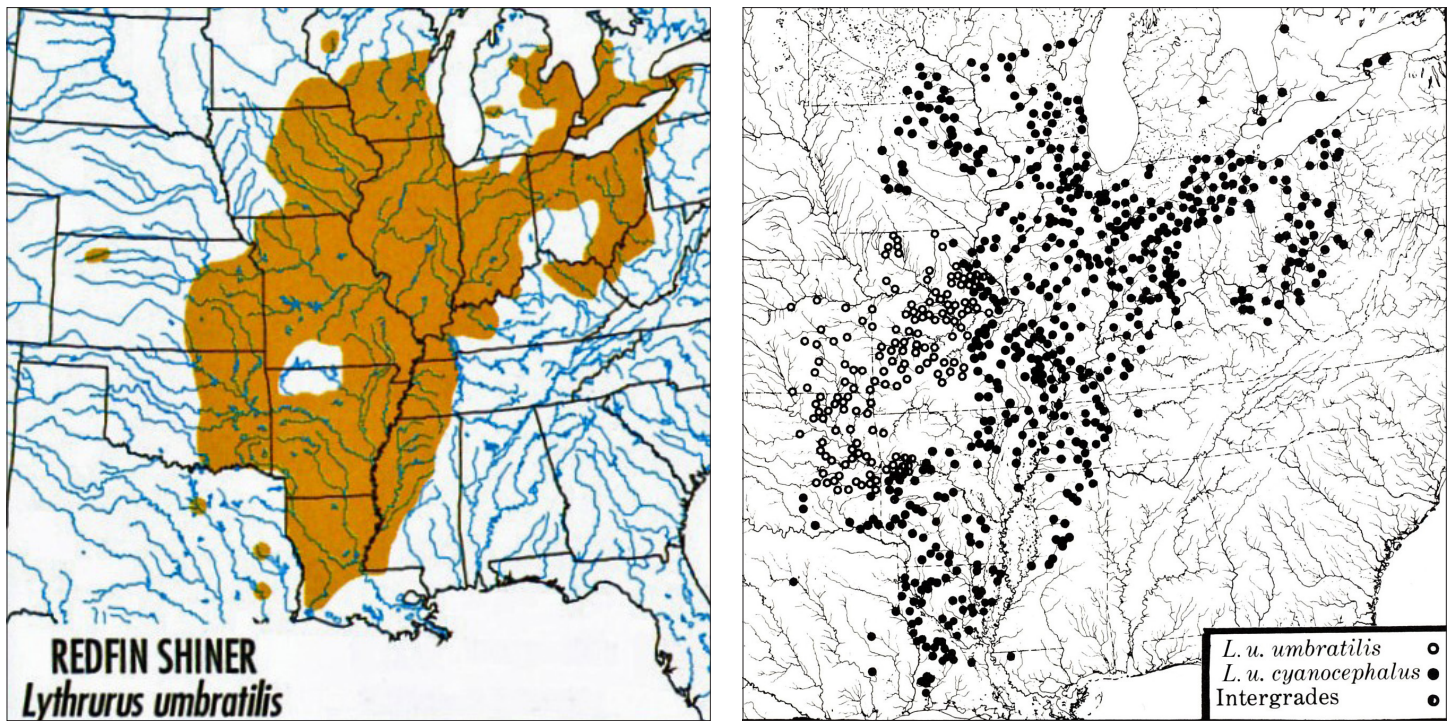 REDFIN SHINER
Lythrurus umbratilis
L. u. umbratilis
L. u. cyanocephalus
Intergrades